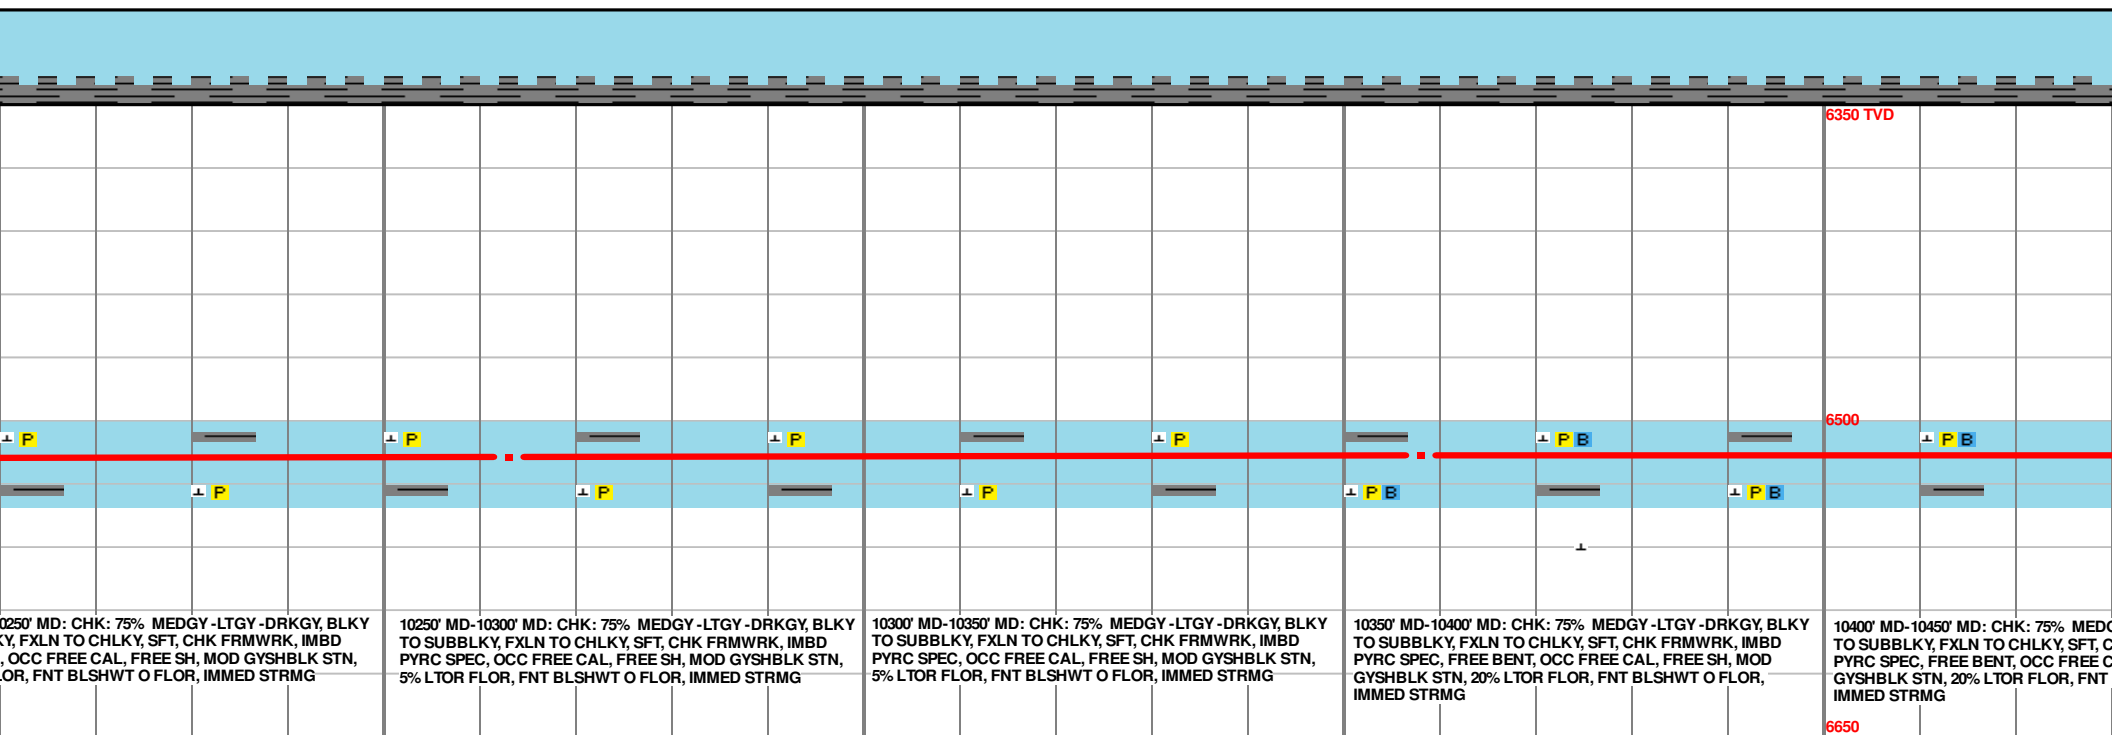 6350 TVD
6500
P
P
P
P
P B
P B
P
P
P
P B
P B
0250' MD: CHK: 75% MEDGY -LTGY -DRKGY, BLKY
KY, FXLN TO CHLKY, SFT, CHK FRMWRK, IMBD
, OCC FREE CAL, FREE SH, MOD GYSHBLK STN,
LOR, FNT BLSHWT O FLOR, IMMED STRMG
10250' MD-10300' MD: CHK: 75% MEDGY -LTGY -DRKGY, BLKY
TO SUBBLKY, FXLN TO CHLKY, SFT, CHK FRMWRK, IMBD
PYRC SPEC, OCC FREE CAL, FREE SH, MOD GYSHBLK STN,
5% LTOR FLOR, FNT BLSHWT O FLOR, IMMED STRMG
10300' MD-10350' MD: CHK: 75% MEDGY -LTGY -DRKGY, BLKY
TO SUBBLKY, FXLN TO CHLKY, SFT, CHK FRMWRK, IMBD
PYRC SPEC, OCC FREE CAL, FREE SH, MOD GYSHBLK STN,
5% LTOR FLOR, FNT BLSHWT O FLOR, IMMED STRMG
10350' MD-10400' MD: CHK: 75% MEDGY -LTGY -DRKGY, BLKY
TO SUBBLKY, FXLN TO CHLKY, SFT, CHK FRMWRK, IMBD
PYRC SPEC, FREE BENT, OCC FREE CAL, FREE SH, MOD
GYSHBLK STN, 20% LTOR FLOR, FNT BLSHWT O FLOR,
IMMED STRMG
10400' MD-10450' MD: CHK: 75% MEDG
TO SUBBLKY, FXLN TO CHLKY, SFT, C
PYRC SPEC, FREE BENT, OCC FREE C
GYSHBLK STN, 20% LTOR FLOR, FNT
IMMED STRMG
6650